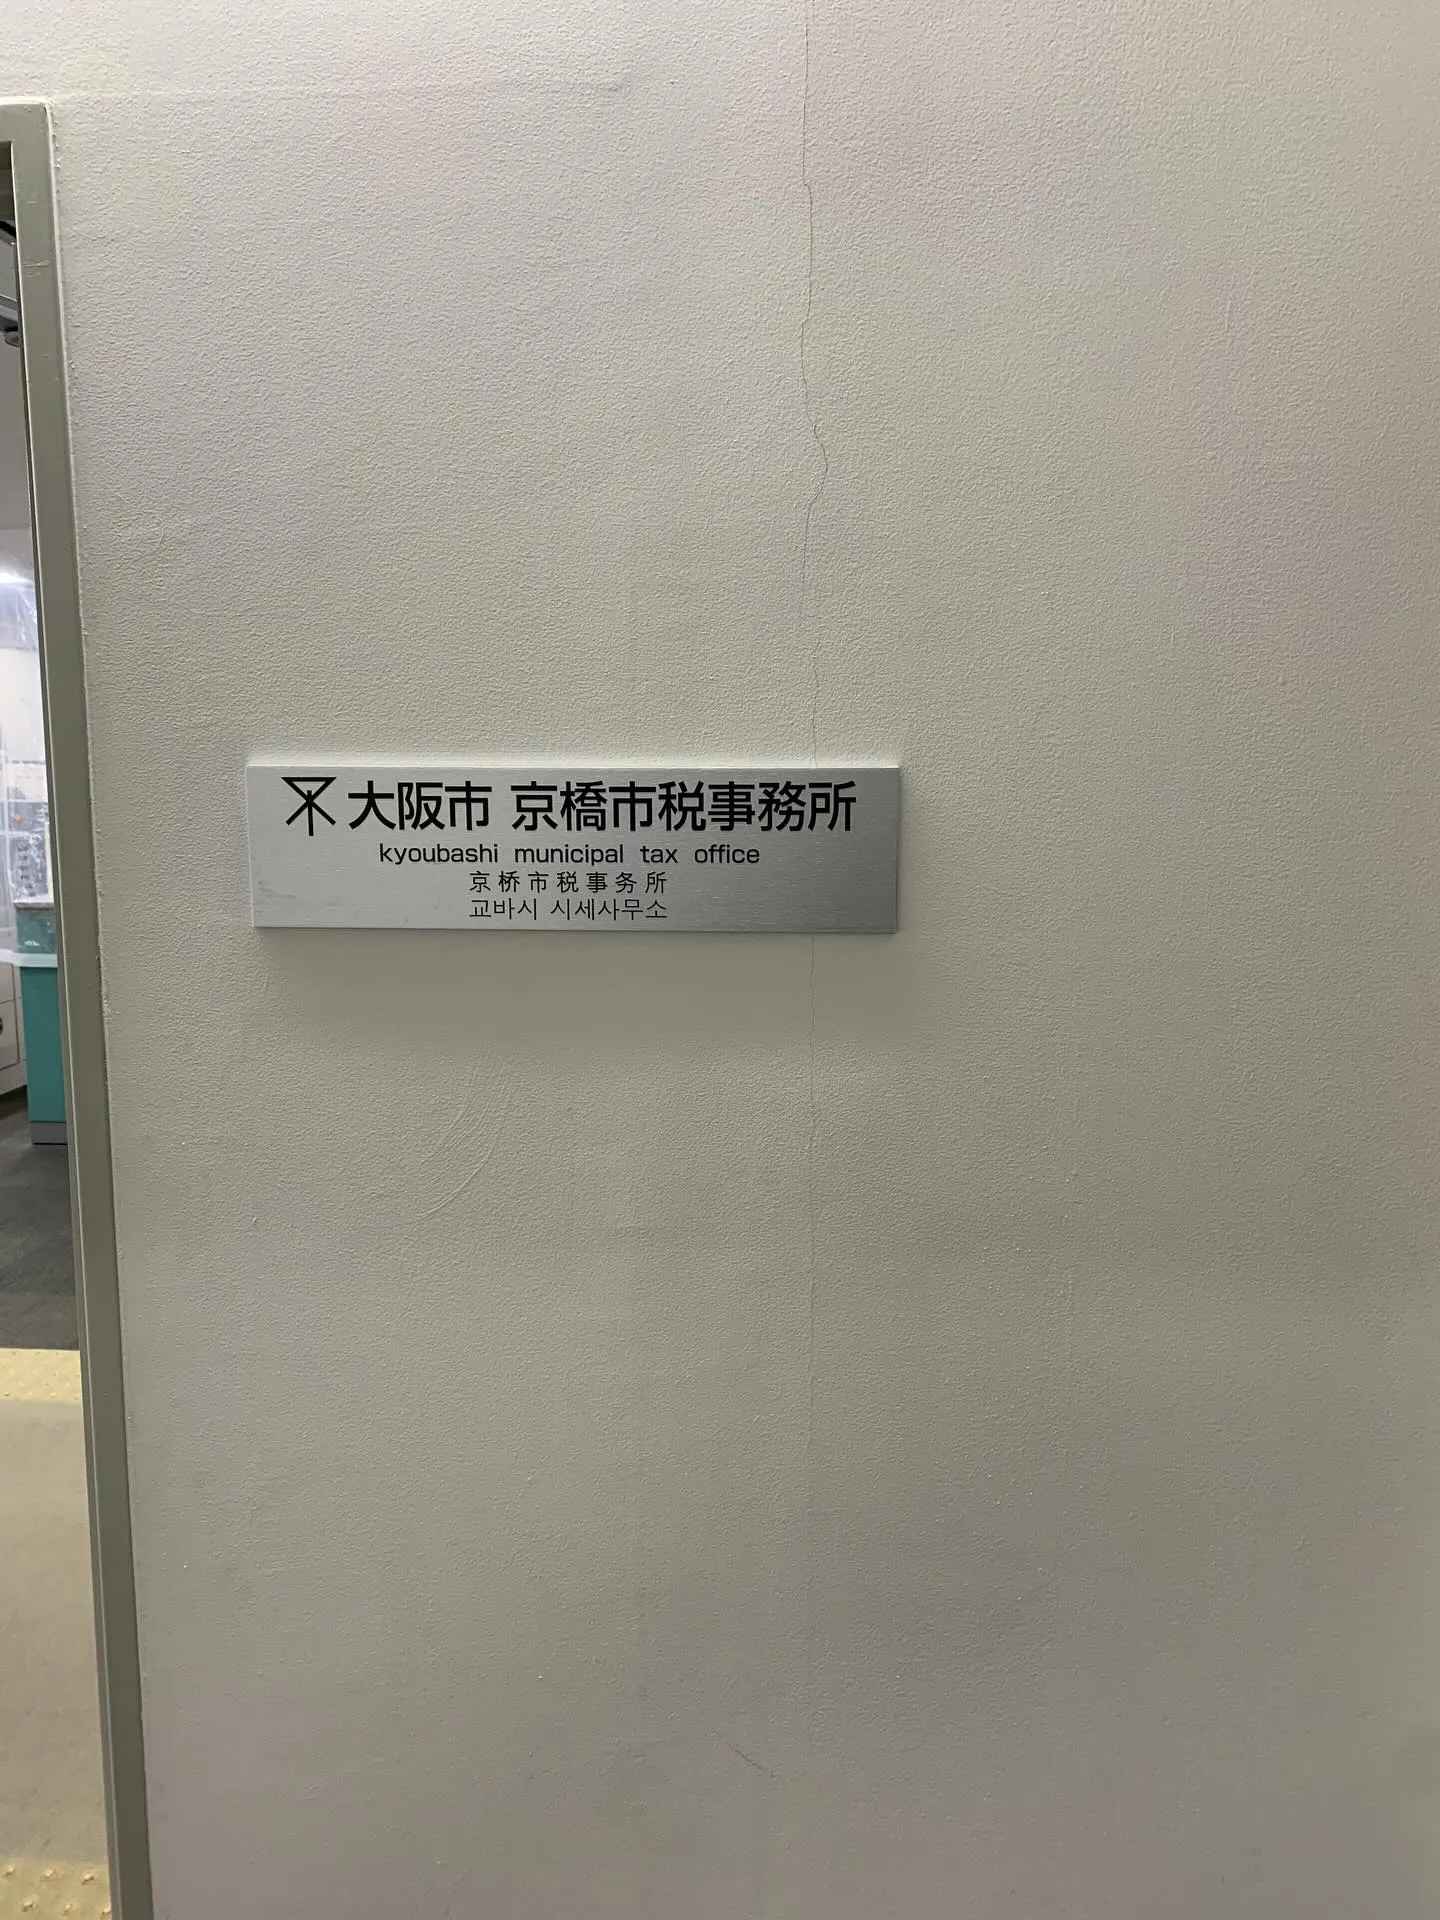 大阪市 京橋市税事務所
kyoubashi municipal tax office
京桥市税事务所
교바시 시세사무소